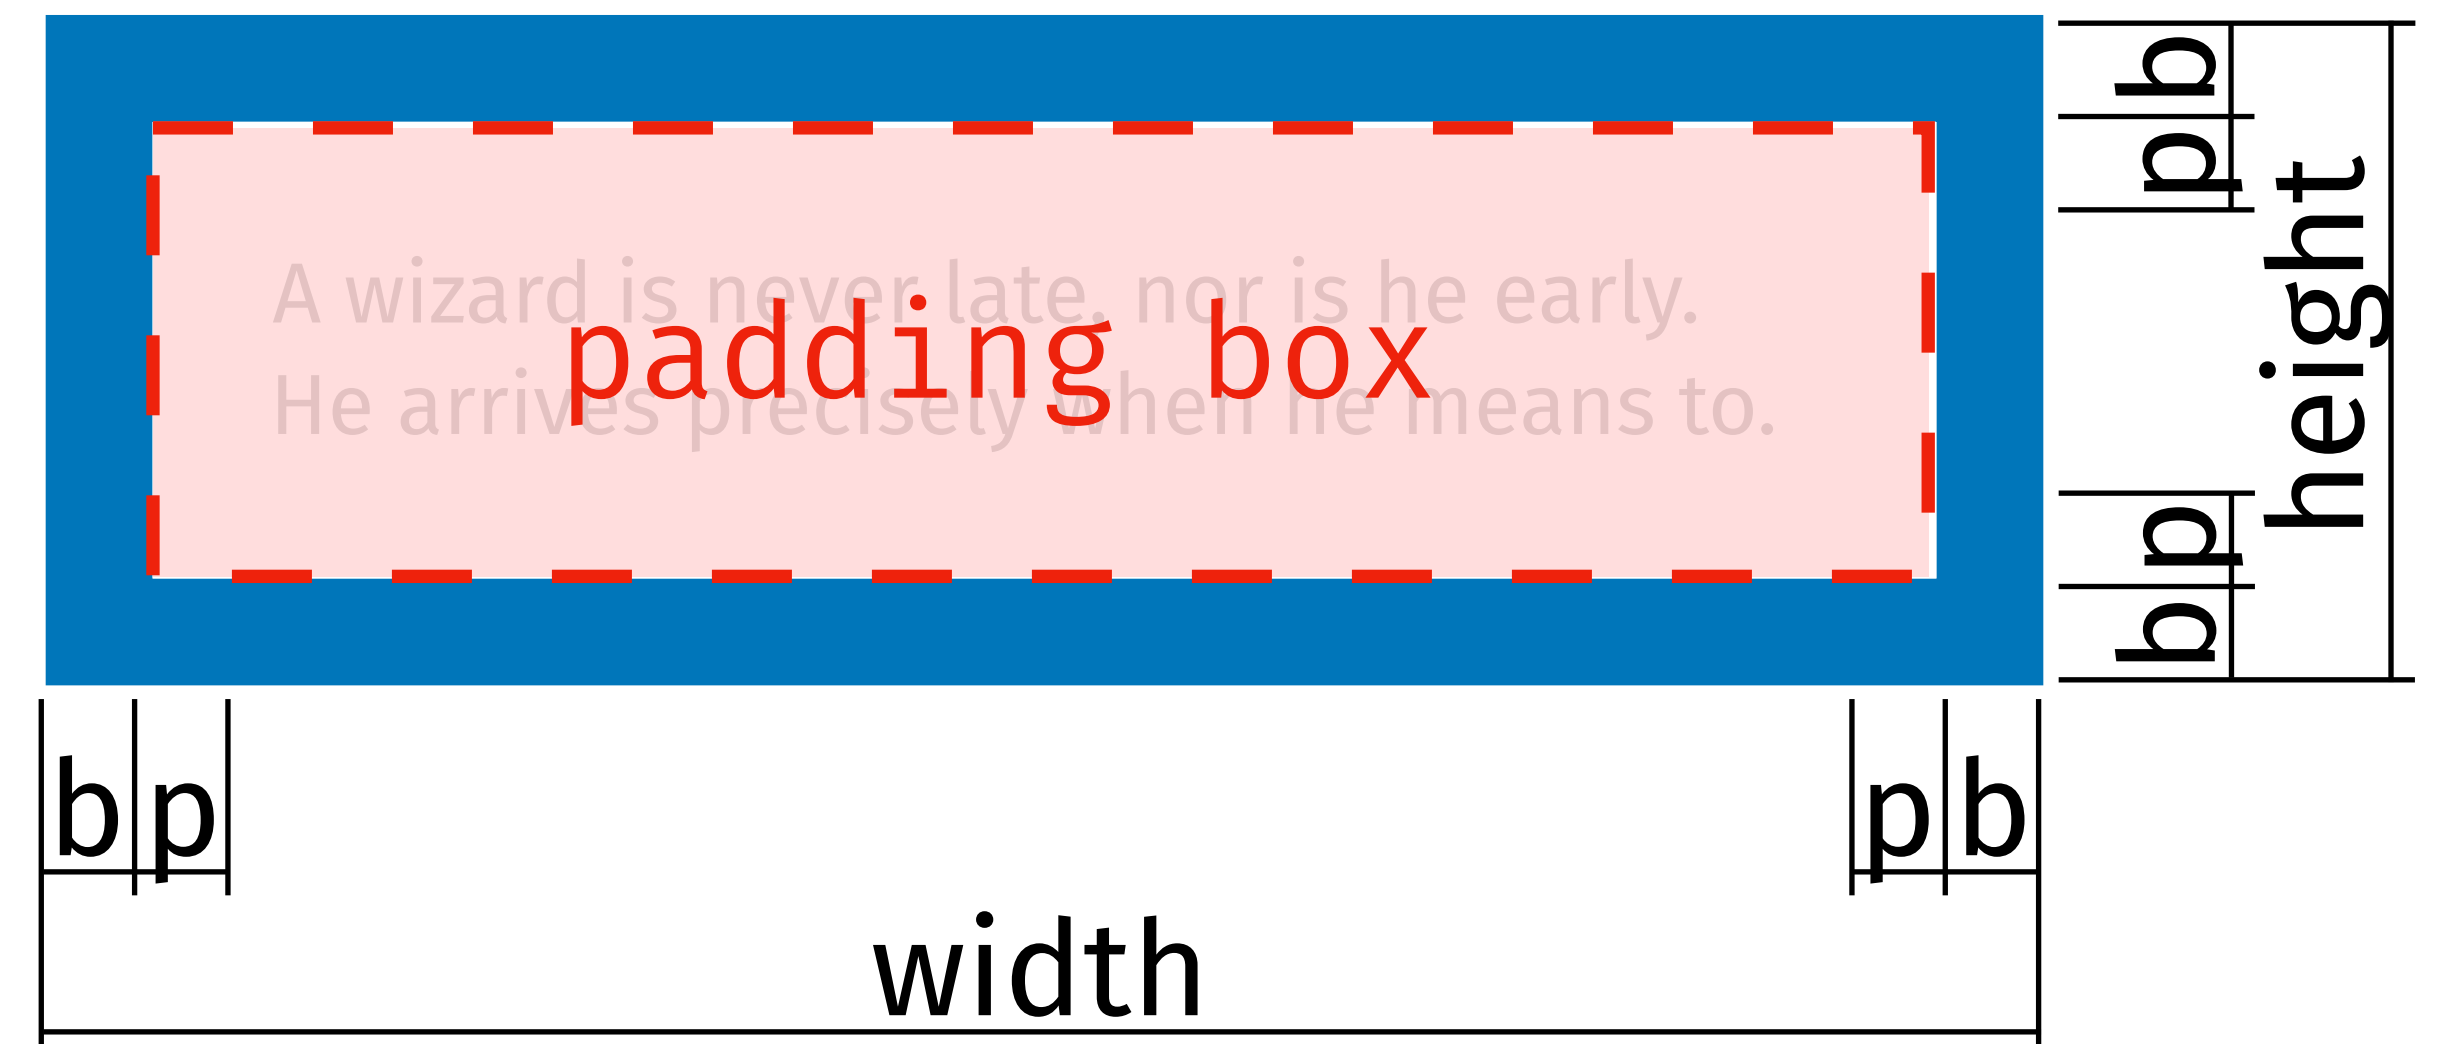 A wizard is never late, nor is he early.
padding box
He arrives precisely when he means to.
b
p
height
p
b
b p
p b
width